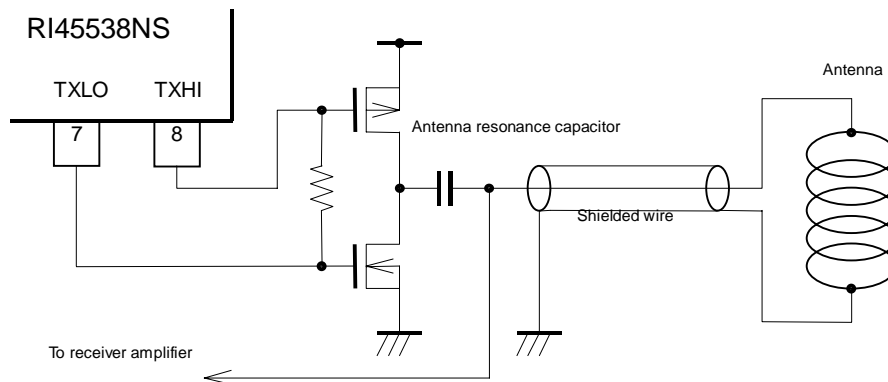 RI45538NS
TXLO TXHI
7 8
Antenna
Antenna resonance capacitor
Shielded wire
To receiver amplifier